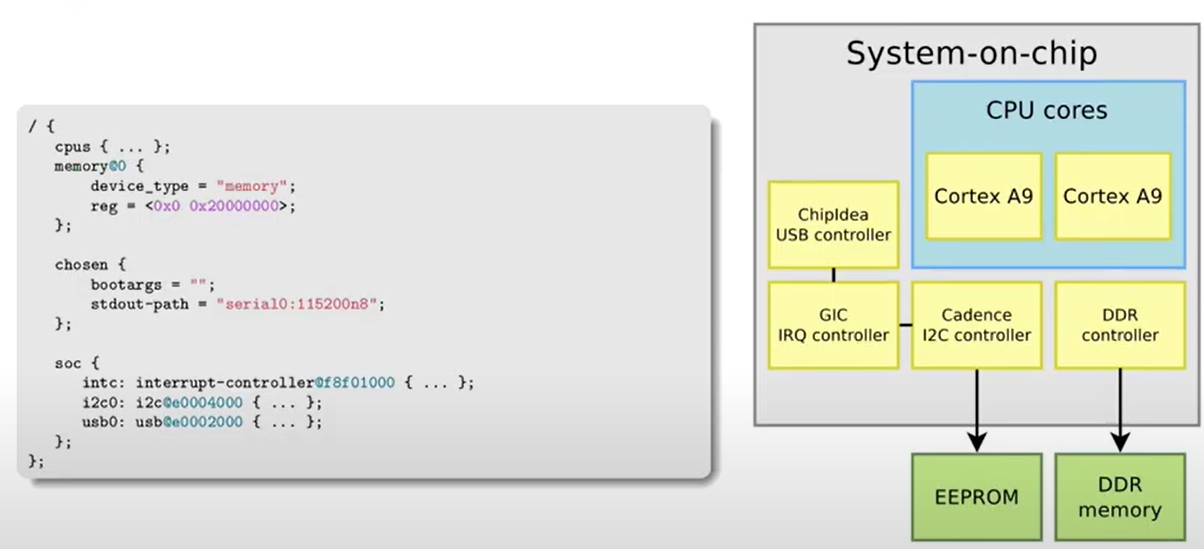 / {
cpus { ... };
memory@0 {
device_type = "memory";
reg = <0x0 0x20000000>;
};
chosen {
bootargs = "";
stdout-path = "serial0:115200n8";
};
soc {
intc: interrupt-controller@f8f01000 { ... };
i2c0: i2c@e0004000 { ... };
usb0: usb@e0002000 { ... };
};
};
System-on-chip
CPU cores
Cortex A9
Cortex A9
ChipIdea
USB controller
GIC
IRQ controller
Cadence
I2C controller
DDR
controller
EEPROM
DDR
memory